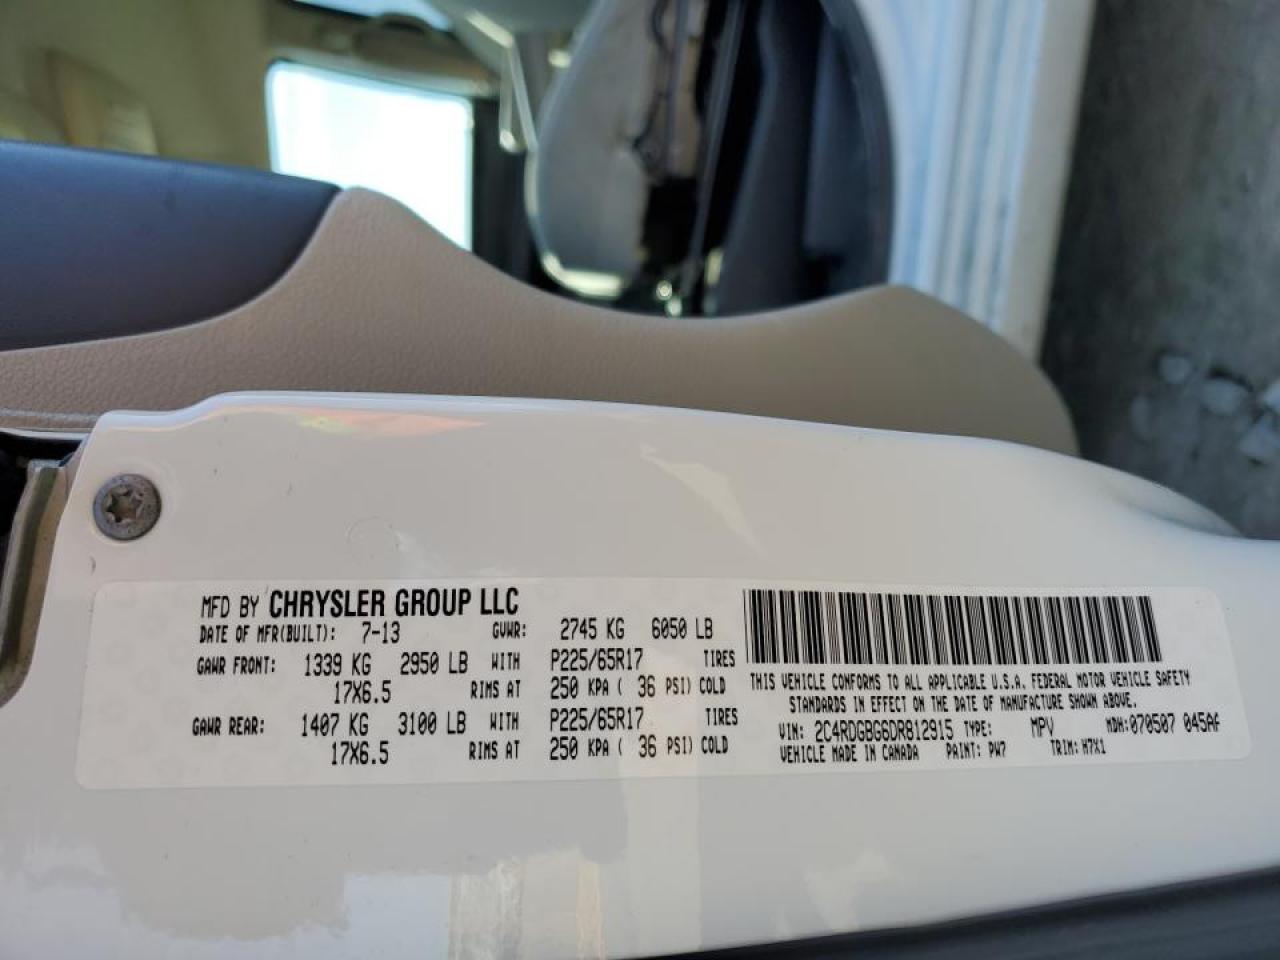 MFD BY CHRYSLER GROUP LLC
DATE OF MFR(BUILT): 7-13 GVWR: 2745 KG 6050 LB
GAWR FRONT: 1339 KG 2950 LB WITH P225/65R17 TIRES
17X6.5 RIMS AT 250 KPA ( 36 PSI) COLD
GAWR REAR: 1407 KG 3100 LB WITH P225/65R17 TIRES
17X6.5 RIMS AT 250 KPA ( 36 PSI) COLD
THIS VEHICLE CONFORMS TO ALL APPLICABLE U.S.A. FEDERAL MOTOR VEHICLE SAFETY
STANDARDS IN EFFECT ON THE DATE OF MANUFACTURE SHOWN ABOVE.
VIN: 2C4RDGBG6DR812915 TYPE: MPV MDH:070507 045AF
VEHICLE MADE IN CANADA PAINT: PW7 TRIM:H7X1